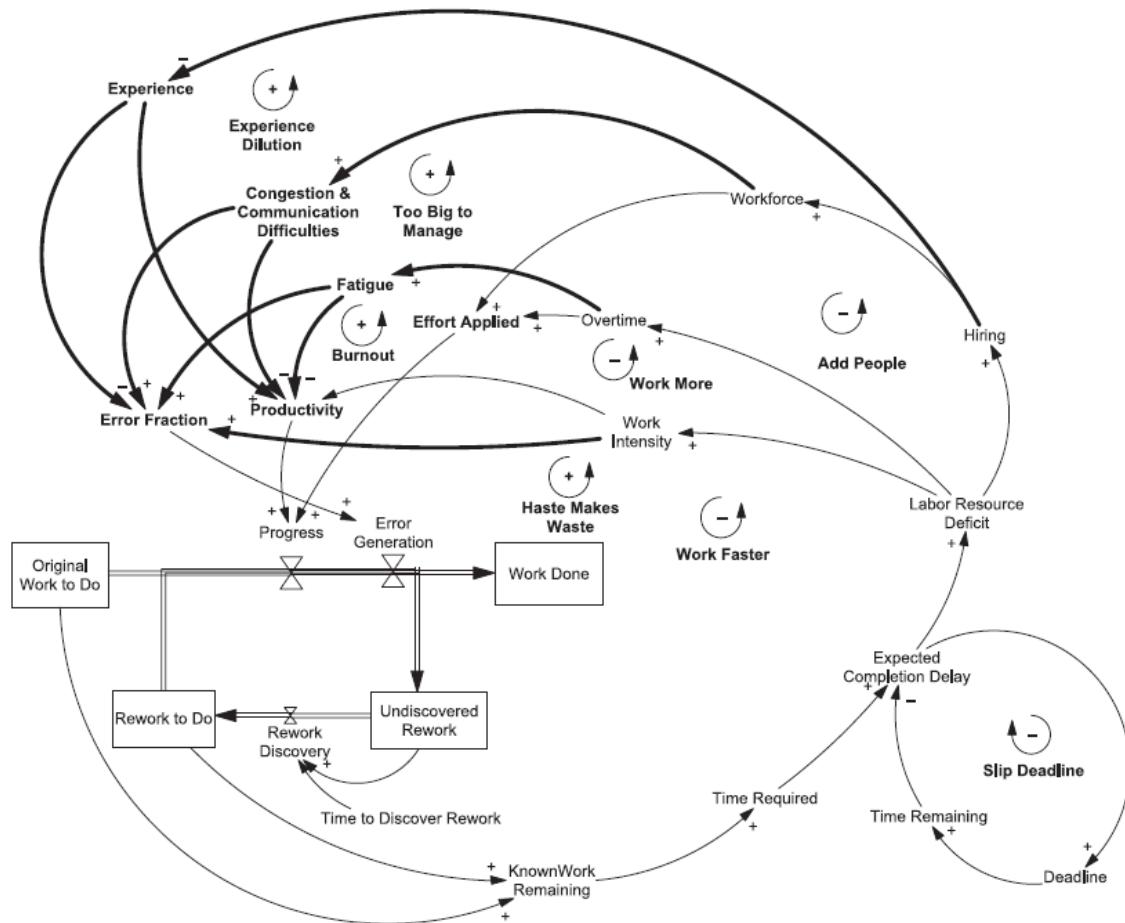 Experience
Experience
Dilution
Congestion &
Communication
Difficulties
Too Big to
Manage
Workforce
Fatigue
Effort Applied
Overtime
Hiring
Burnout
Add People
Work More
Error Fraction
Productivity
Work
Intensity
Haste Makes
Waste
Labor Resource
Deficit
Work Faster
Progress
Error
Generation
Original
Work to Do
Work Done
Expected
Completion Delay
Rework to Do
Rework
Discovery
Undiscovered
Rework
Slip Deadline
Time to Discover Rework
Time Required
Time Remaining
KnownWork
Remaining
Deadline